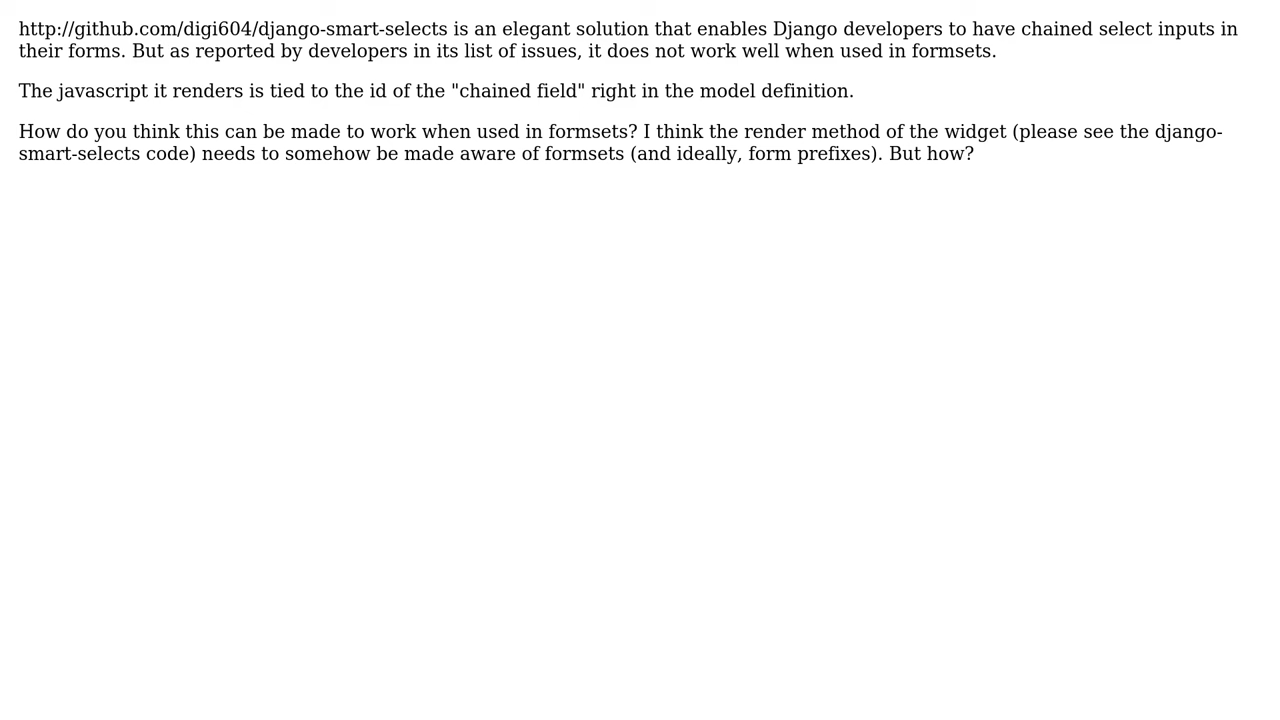 http://github.com/digi604/django-smart-selects is an elegant solution that enables Django developers to have chained select inputs in
their forms. But as reported by developers in its list of issues, it does not work well when used in formsets.
The javascript it renders is tied to the id of the "chained field" right in the model definition.
How do you think this can be made to work when used in formsets? I think the render method of the widget (please see the django-
smart-selects code) needs to somehow be made aware of formsets (and ideally, form prefixes). But how?